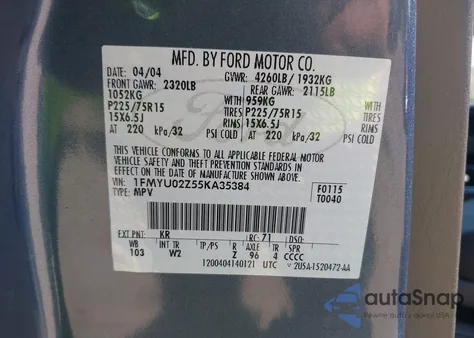 MFD. BY FORD MOTOR CO.
DATE: 04/04 GVWR: 4260LB/ 1932KG
FRONT GAWR: 2320LB REAR GAWR: 2115LB
1052KG WITH 959KG WITH
P225/75R15 TIRES P225/75R15 TIRES
15X6.5J RIMS 15X6.5J RIMS
AT 220 kPa/32 PSI COLD AT 220 kPa/32 PSI COLD
THIS VEHICLE CONFORMS TO ALL APPLICABLE FEDERAL MOTOR
VEHICLE SAFETY AND THEFT PREVENTION STANDARDS IN
EFFECT ON THE DATE OF MANUFACTURE SHOWN ABOVE.
VIN: 1FMYU02Z55KA35384 F0115
TYPE: MPV T0040
EXT PNT: KR RC: 71 DSO:
WB INT TR TP/PS R AXLE TR SPR
103 W2 Z 96 4 CCCC
1200404140121 UTC 2U5A-1520472-AA
Ford
autoSnap